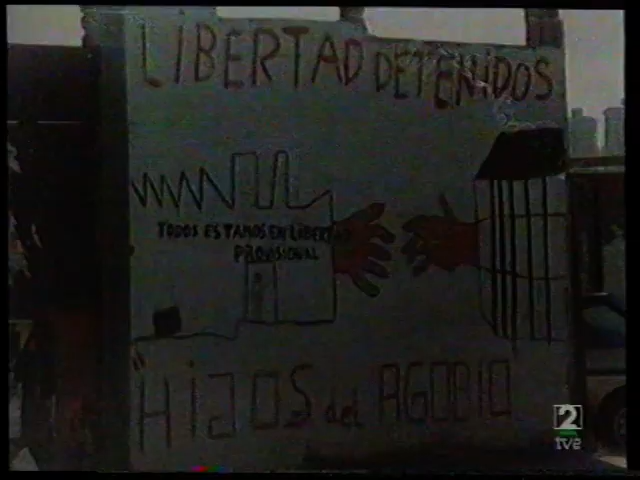 LIBERTAD DETENIDOS
TODOS ESTAMOS EN LIBERTAD
PROVISIONAL
"HIJOS del AGOBIO
2
tve